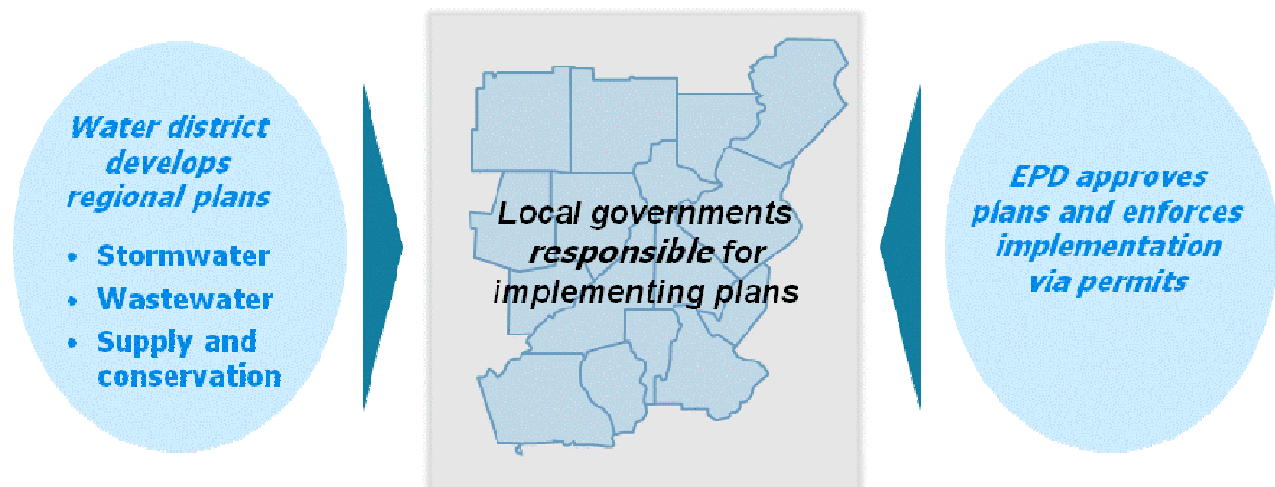 Water district
develops
regional plans
• Stormwater
• Wastewater
• Supply and
conservation
Local governments
responsible for
implementing plans
EPD approves
plans and enforces
implementation
via permits